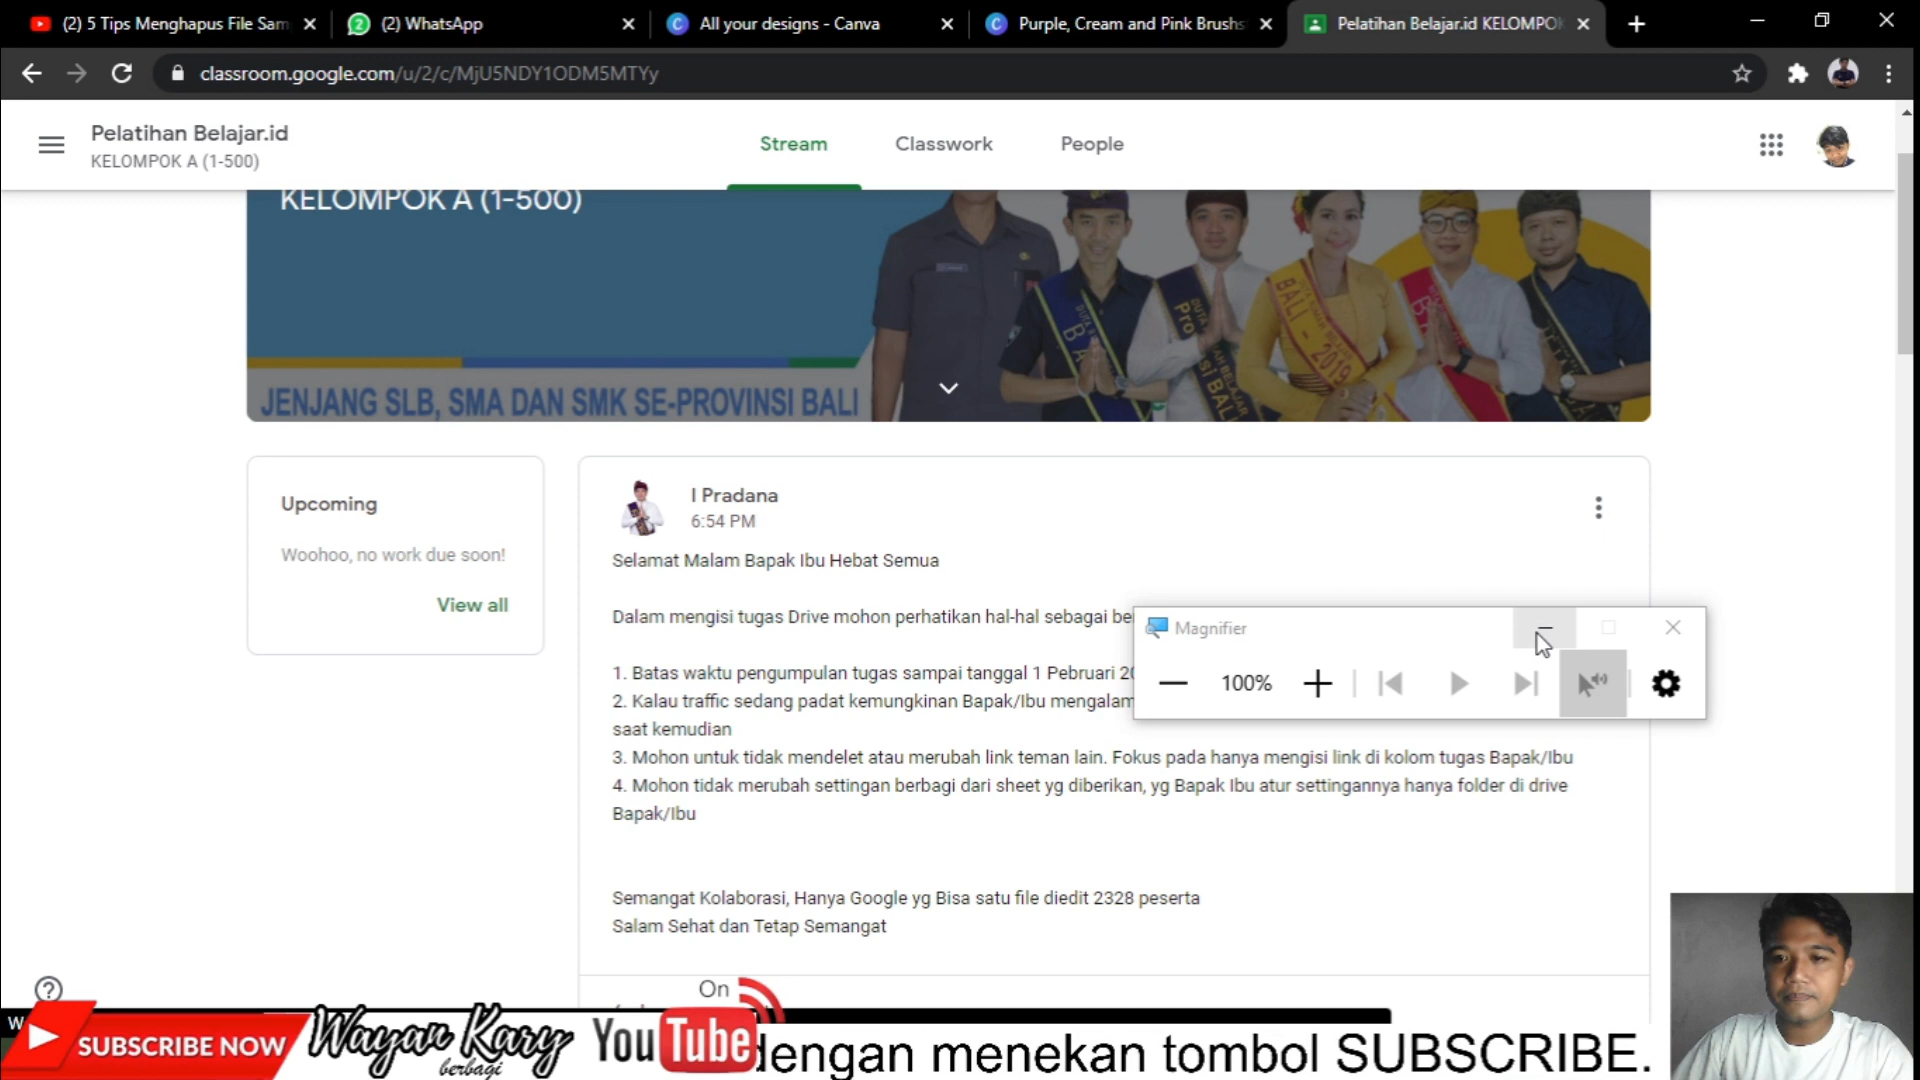 (2) 5 Tips Menghapus File Sam
(2) WhatsApp
All your designs - Canva
Purple, Cream and Pink Brushs
Pelatihan Belajar.id KELOMPOK
classroom.google.com/u/2/c/MjU5NDY1ODM5MTYy
Pelatihan Belajar.id
KELOMPOK A (1-500)
Stream
Classwork
People
KELOMPOK A (1-500)
JENJANG SLB, SMA DAN SMK SE-PROVINSI BALI
BALI - 2019
Upcoming
Woohoo, no work due soon!
View all
I Pradana
6:54 PM
Selamat Malam Bapak Ibu Hebat Semua
Dalam mengisi tugas Drive mohon perhatikan hal-hal sebagai be
1. Batas waktu pengumpulan tugas sampai tanggal 1 Pebruari 20
2. Kalau traffic sedang padat kemungkinan Bapak/Ibu mengalam
saat kemudian
3. Mohon untuk tidak mendelet atau merubah link teman lain. Fokus pada hanya mengisi link di kolom tugas Bapak/Ibu
4. Mohon tidak merubah settingan berbagi dari sheet yg diberikan, yg Bapak Ibu atur settingannya hanya folder di drive
Bapak/Ibu
Semangat Kolaborasi, Hanya Google yg Bisa satu file diedit 2328 peserta
Salam Sehat dan Tetap Semangat
Magnifier
100%
On
SUBSCRIBE NOW
Wayan Kary
berbagi
YouTube
dengan menekan tombol SUBSCRIBE.